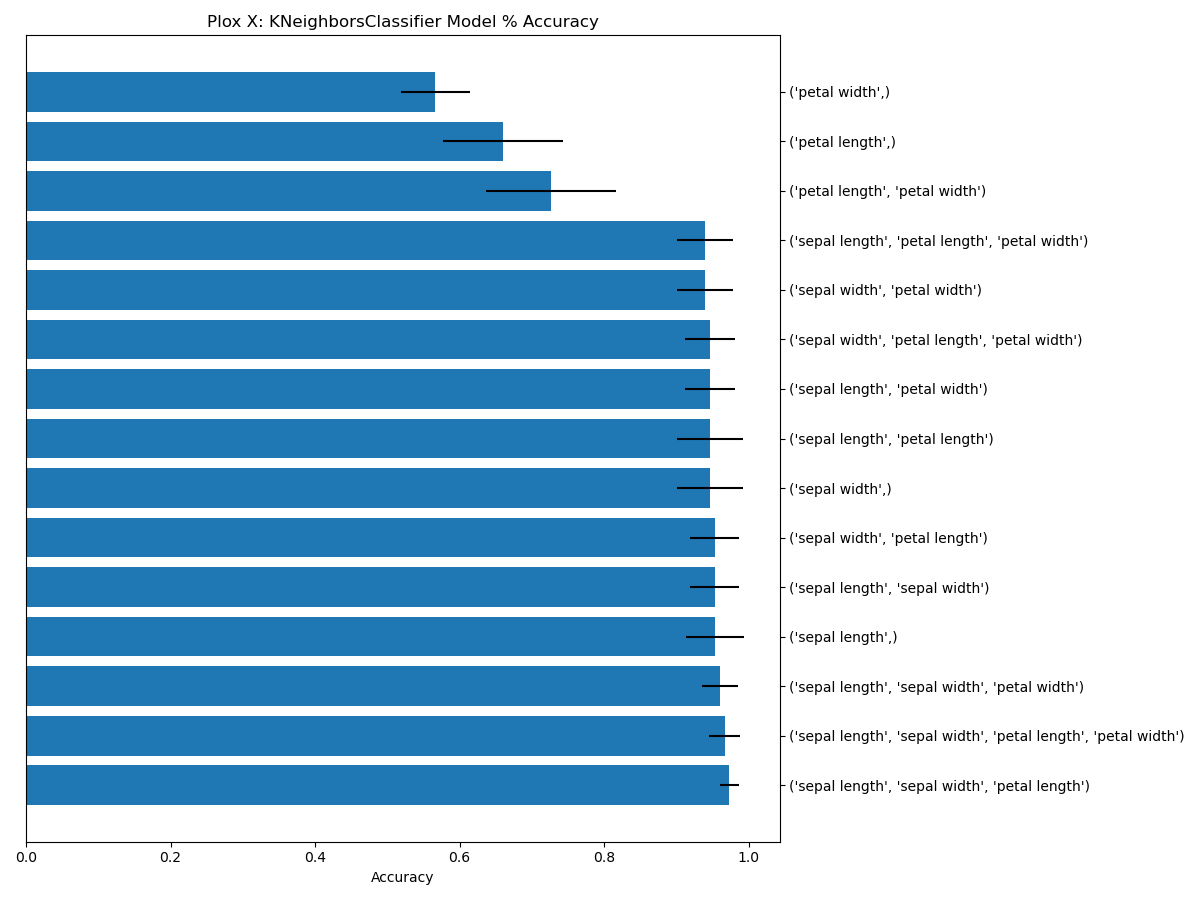 Plox X: KNeighborsClassifier Model % Accuracy
('petal width',)
('petal length',)
('petal length', 'petal width')
('sepal length', 'petal length', 'petal width')
('sepal width', 'petal width')
('sepal width', 'petal length', 'petal width')
('sepal length', 'petal width')
('sepal length', 'petal length')
('sepal width',)
('sepal width', 'petal length')
('sepal length', 'sepal width')
('sepal length',)
('sepal length', 'sepal width', 'petal width')
('sepal length', 'sepal width', 'petal length', 'petal width')
('sepal length', 'sepal width', 'petal length')
0.0 0.2 0.4 0.6 0.8 1.0
Accuracy